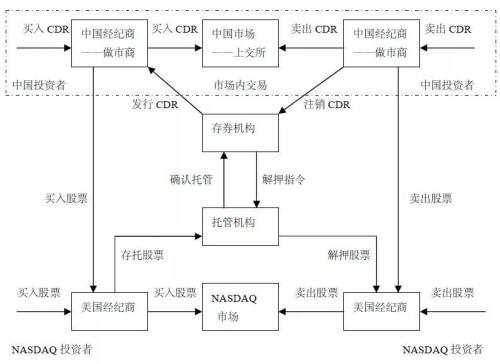 买入 CDR
中国经纪商
——做市商
买入 CDR
中国市场
——上交所
卖出 CDR
中国经纪商
——做市商
卖出 CDR
中国投资者
市场内交易
中国投资者
发行 CDR
注销 CDR
存券机构
确认托管
解押指令
买入股票
卖出股票
托管机构
存托股票
解押股票
买入股票
美国经纪商
买入股票
NASDAQ
市场
卖出股票
美国经纪商
卖出股票
NASDAQ 投资者
NASDAQ 投资者